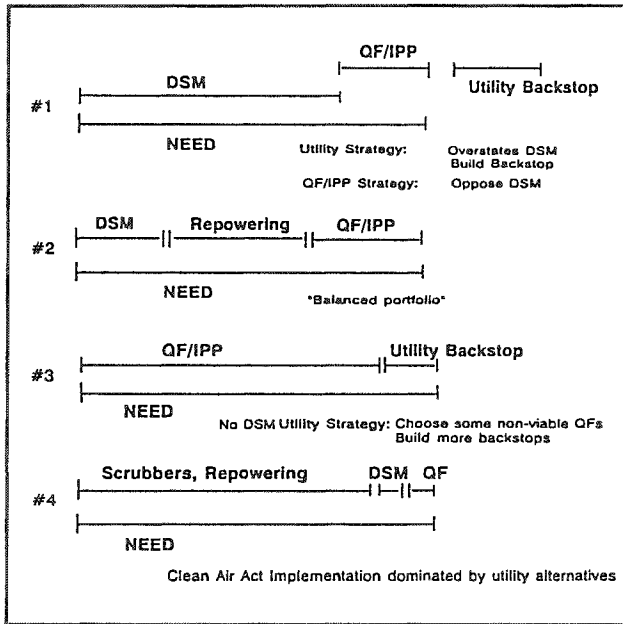 QF/IPP
DSM
Utility Backstop
#1
NEED
Utility Strategy: Overstates DSM
Build Backstop
QF/IPP Strategy: Oppose DSM
DSM Repowering QF/IPP
#2
NEED
"Balanced portfolio"
QF/IPP Utility Backstop
#3
NEED
No DSM Utility Strategy: Choose some non-viable QFs
Build more backstops
Scrubbers, Repowering DSM QF
#4
NEED
Clean Air Act Implementation dominated by utility alternatives